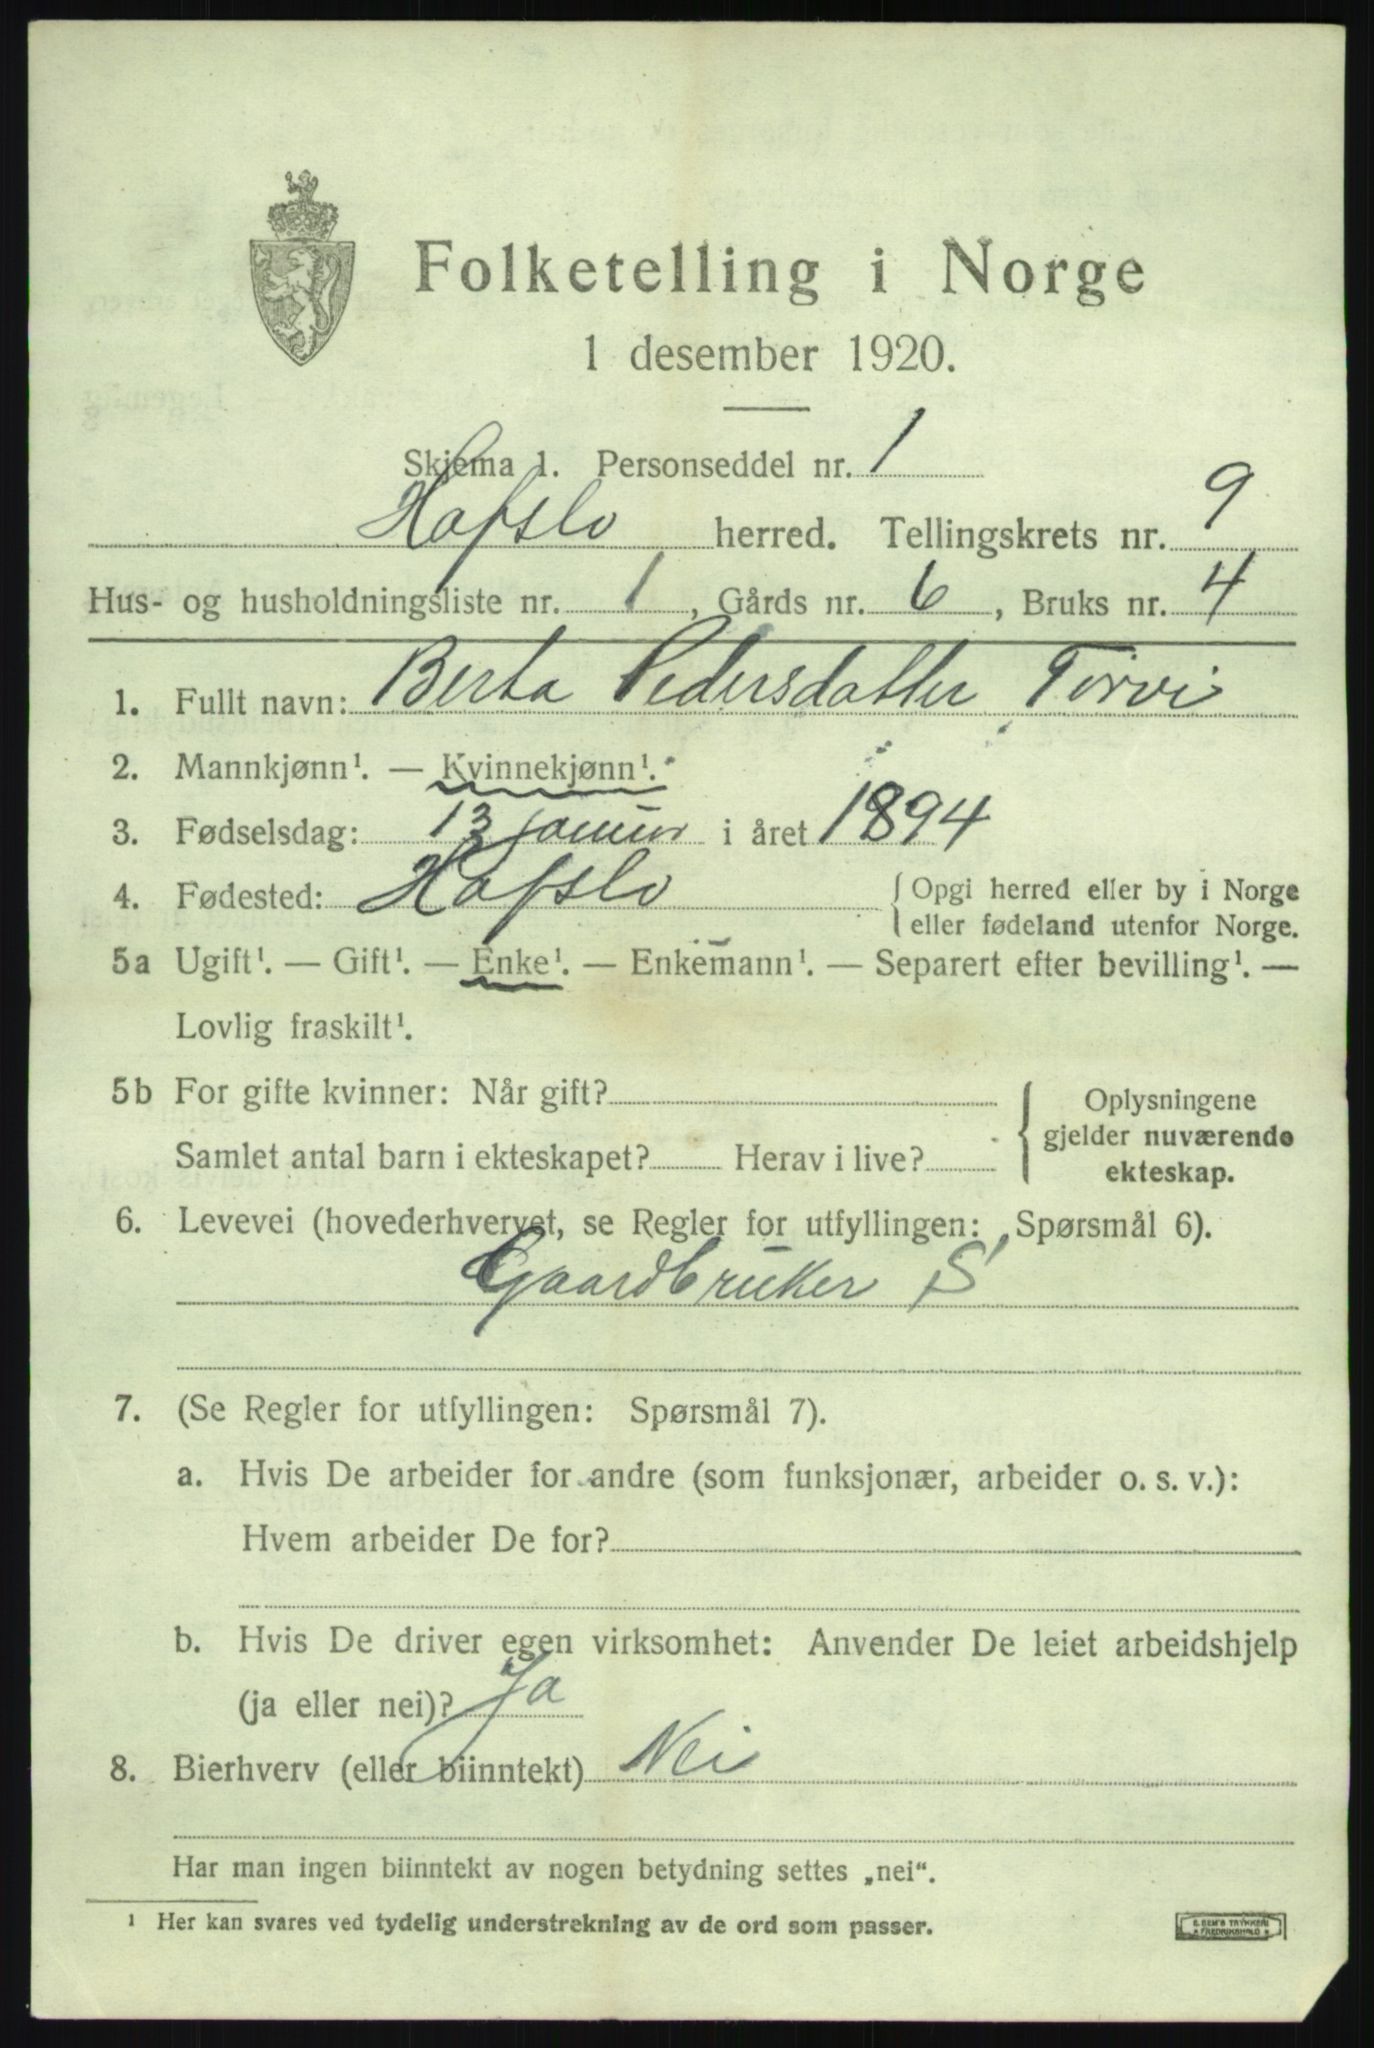 Folketelling i Norge
1 desember 1920.
Skjema 1. Personseddel nr. 1
Hafslo herred. Tellingskrets nr. 9
Hus- og husholdningsliste nr. 1, Gårds nr. 6, Bruks nr. 4
1. Fullt navn: Berta Pedersdatter Tørvi
2. Mannkjønn¹. — Kvinnekjønn¹.
3. Fødselsdag: 13 januar i året 1894
4. Fødested: Hafslo { Opgi herred eller by i Norge
eller fødeland utenfor Norge.
5a Ugift¹. — Gift¹. — Enke¹. — Enkemann¹. — Separert efter bevilling¹. —
Lovlig fraskilt¹.
5b For gifte kvinner: Når gift?
Samlet antal barn i ekteskapet? Herav i live?
{ Oplysningene
gjelder nuværende
ekteskap.
6. Levevei (hovederhvervet, se Regler for utfyllingen: Spørsmål 6).
Gaardbruker S
7. (Se Regler for utfyllingen: Spørsmål 7).
a. Hvis De arbeider for andre (som funksjonær, arbeider o. s. v.):
Hvem arbeider De for?
b. Hvis De driver egen virksomhet: Anvender De leiet arbeidshjelp
(ja eller nei)? Ja
8. Bierhverv (eller biinntekt) Nei
Har man ingen biinntekt av nogen betydning settes „nei“.
¹ Her kan svares ved tydelig understrekning av de ord som passer.
TRYKKERI
FREDRIKSHALD